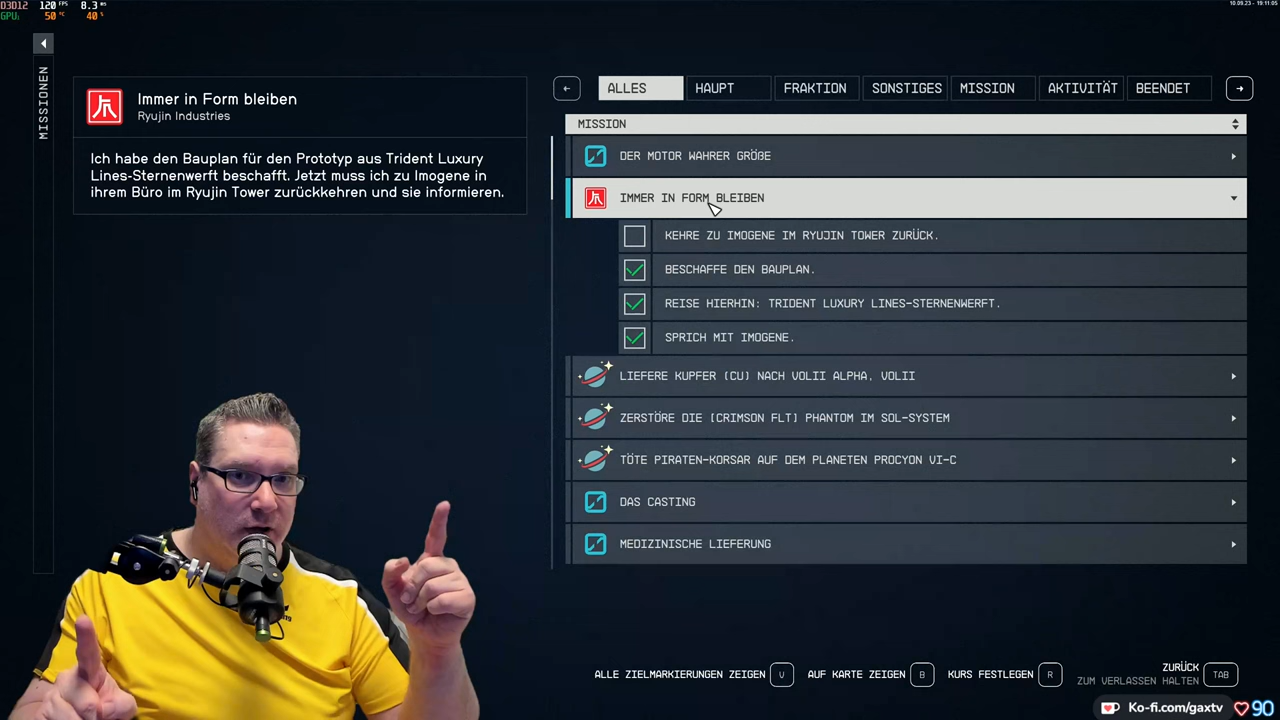 D3D12 120 FPS 8.3 ms
GPU: 50 °C 40 %
10.09.23 - 19:11:05
MISSIONEN
Immer in Form bleiben
Ryujin Industries
Ich habe den Bauplan für den Prototyp aus Trident Luxury
Lines-Sternenwerft beschafft. Jetzt muss ich zu Imogene in
ihrem Büro im Ryujin Tower zurückkehren und sie informieren.
ALLES HAUPT FRAKTION SONSTIGES MISSION AKTIVITÄT BEENDET
MISSION
DER MOTOR WAHRER GRÖßE
IMMER IN FORM BLEIBEN
KEHRE ZU IMOGENE IM RYUJIN TOWER ZURÜCK.
BESCHAFFE DEN BAUPLAN.
REISE HIERHIN: TRIDENT LUXURY LINES-STERNENWERFT.
SPRICH MIT IMOGENE.
LIEFERE KUPFER (CU) NACH VOLII ALPHA, VOLII
ZERSTÖRE DIE (CRIMSON FLT) PHANTOM IM SOL-SYSTEM
TÖTE PIRATEN-KORSAR AUF DEM PLANETEN PROCYON VI-C
DAS CASTING
MEDIZINISCHE LIEFERUNG
ALLE ZIELMARKIERUNGEN ZEIGEN V AUF KARTE ZEIGEN B KURS FESTLEGEN R ZURÜCK
ZUM VERLASSEN HALTEN TAB
Ko-fi.com/gaxtv 90